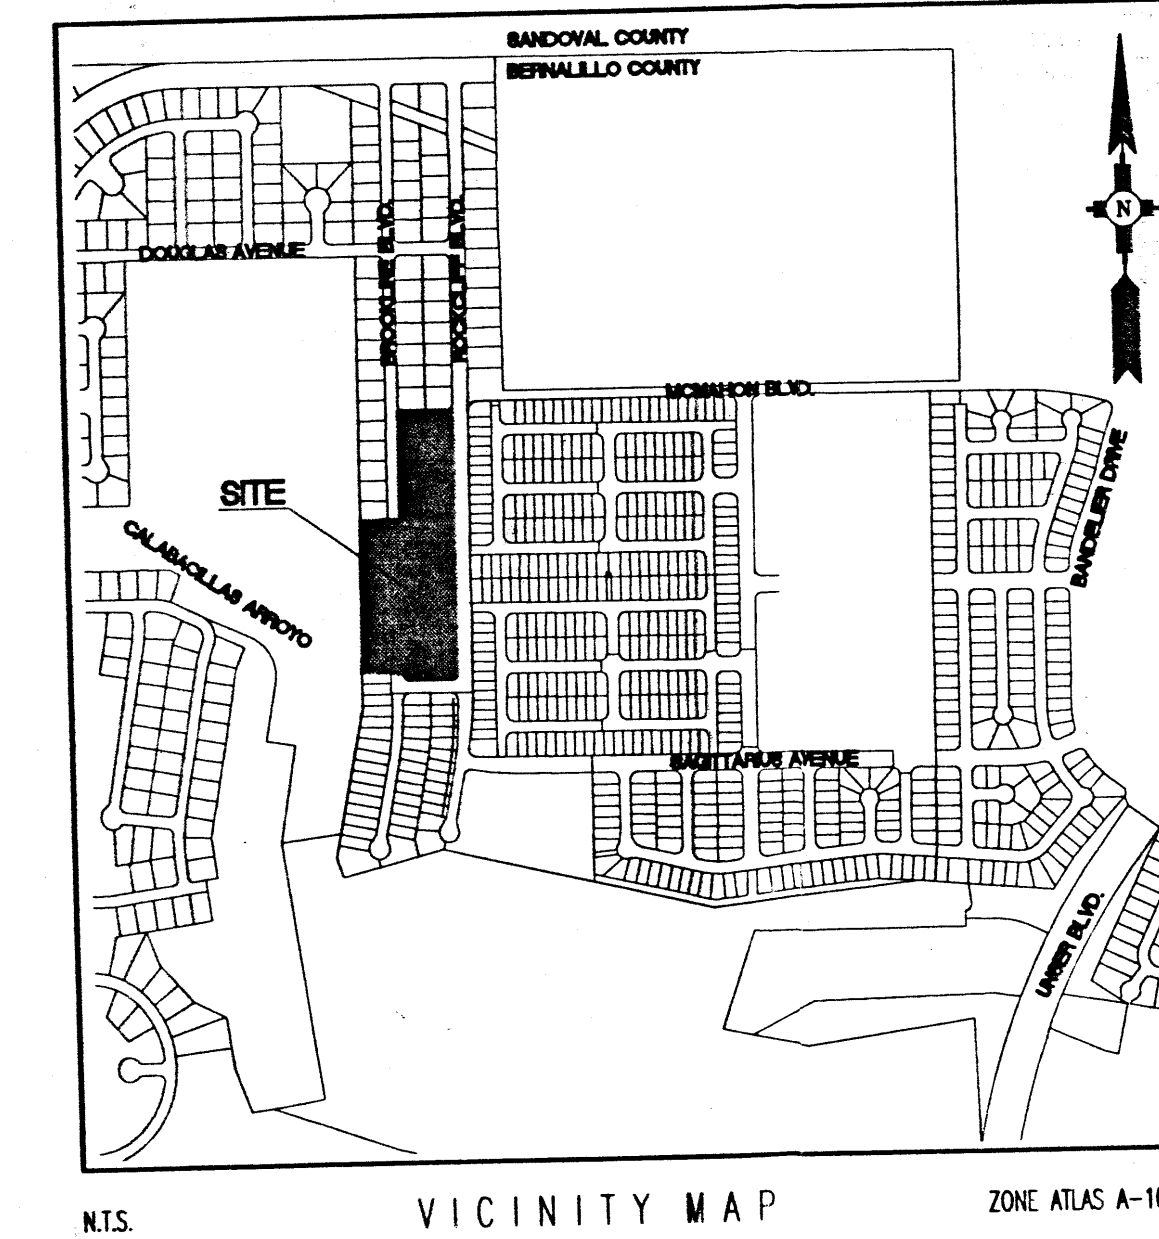 SANDOVAL COUNTY
BERNALILLO COUNTY
N
DOUGLAS AVENUE
BROOKLINE BLVD.
ROCKCLIFF BLVD.
MCMAHON BLVD.
BANDELIER DRIVE
SITE
CALABACILLAS ARROYO
SAGITTARIUS AVENUE
UNSER BLVD.
N.T.S.
VICINITY MAP
ZONE ATLAS A-10